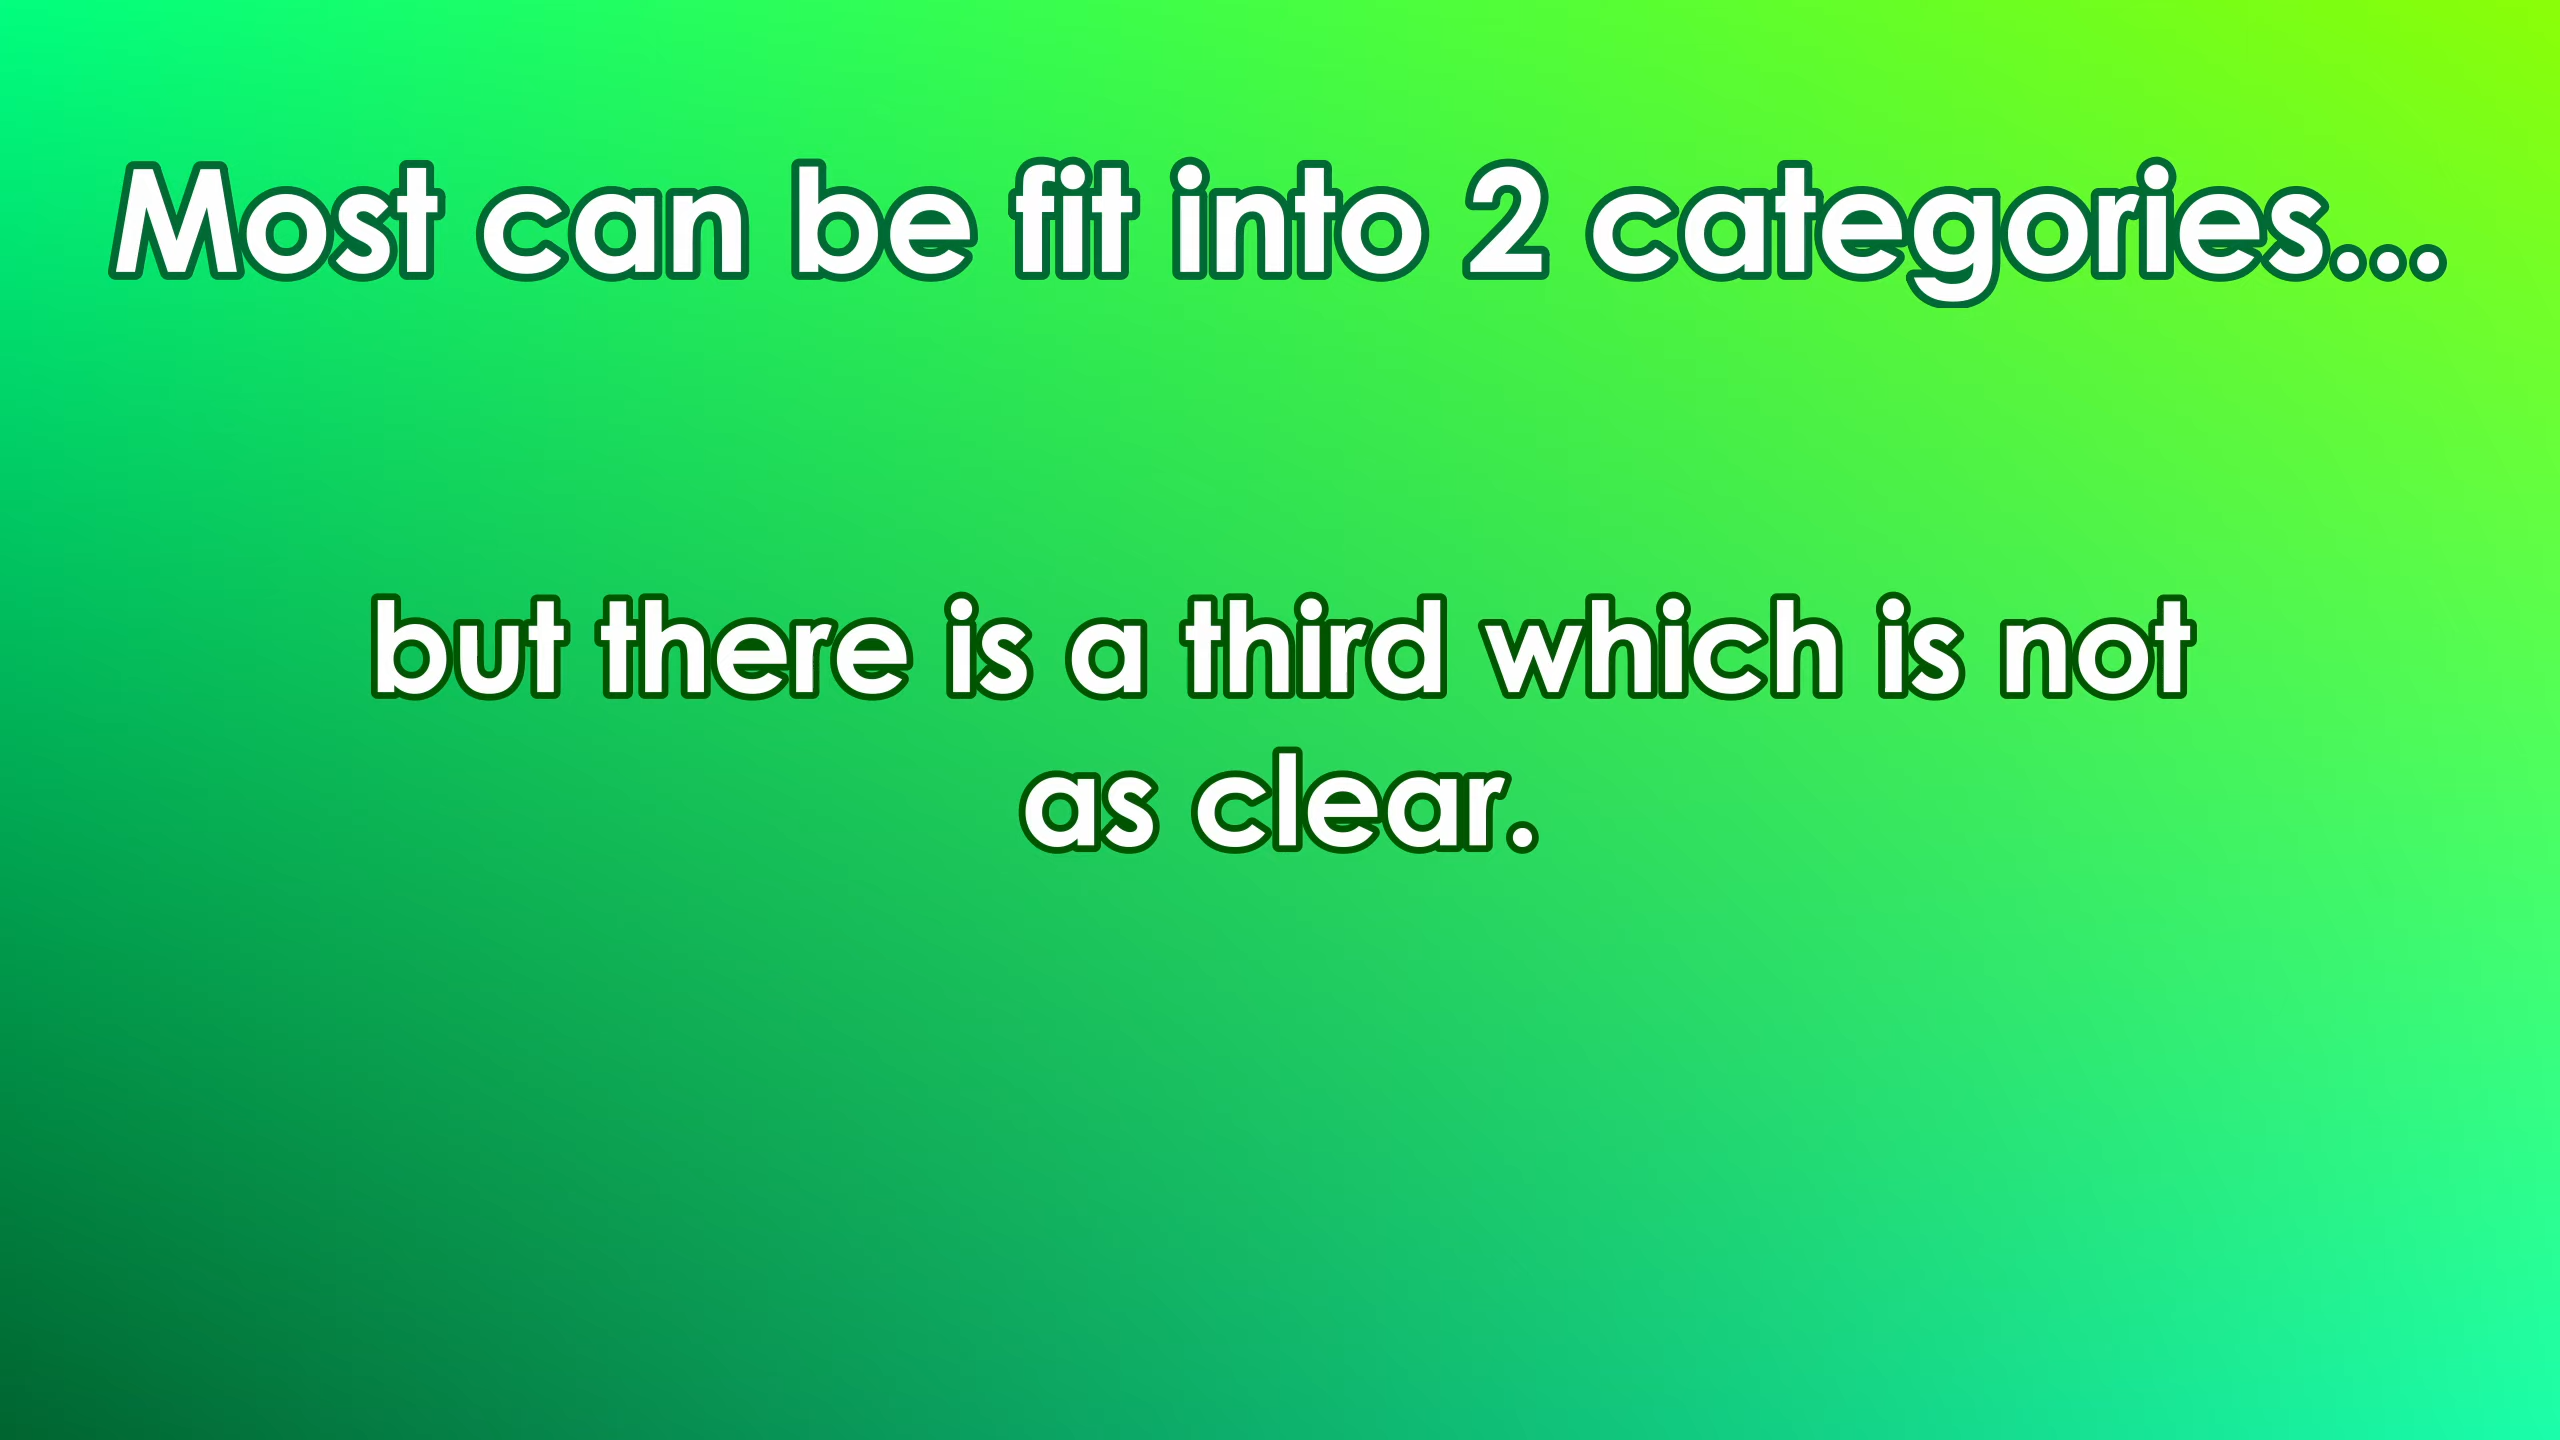 Most can be fit into 2 categories...
but there is a third which is not
as clear.